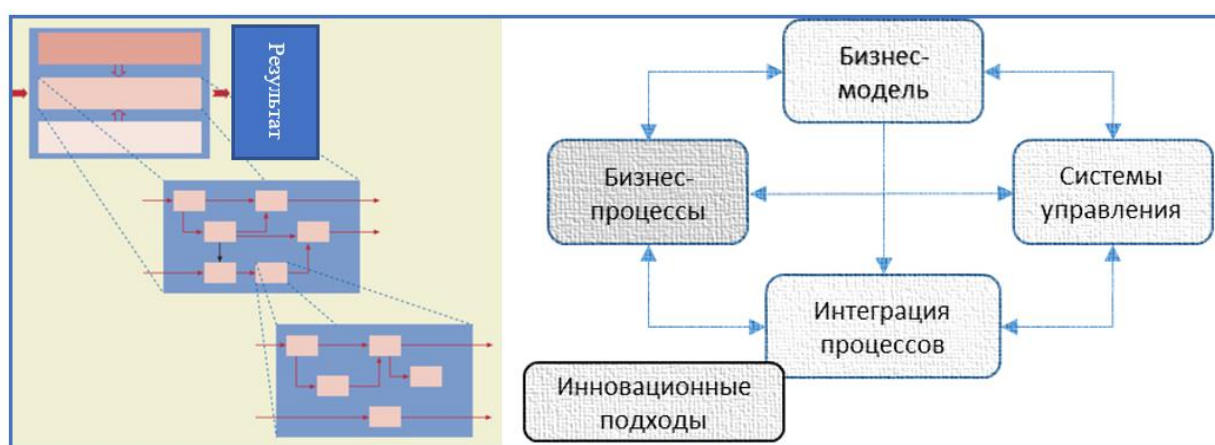 Результат
Бизнес-
модель
Бизнес-
процессы
Системы
управления
Интеграция
процессов
Инновационные
подходы